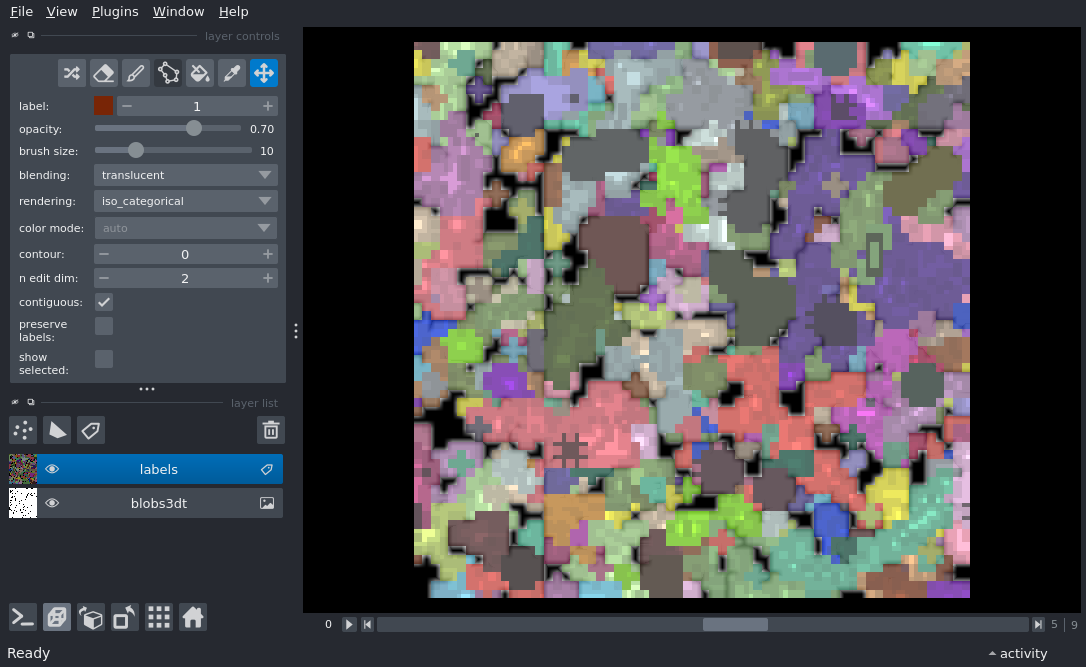 File View Plugins Window Help
layer controls
label: 1
opacity: 0.70
brush size: 10
blending: translucent
rendering: iso_categorical
color mode: auto
contour: 0
n edit dim: 2
contiguous:
preserve
labels:
show
selected:
layer list
labels
blobs3dt
0 5 9
Ready activity